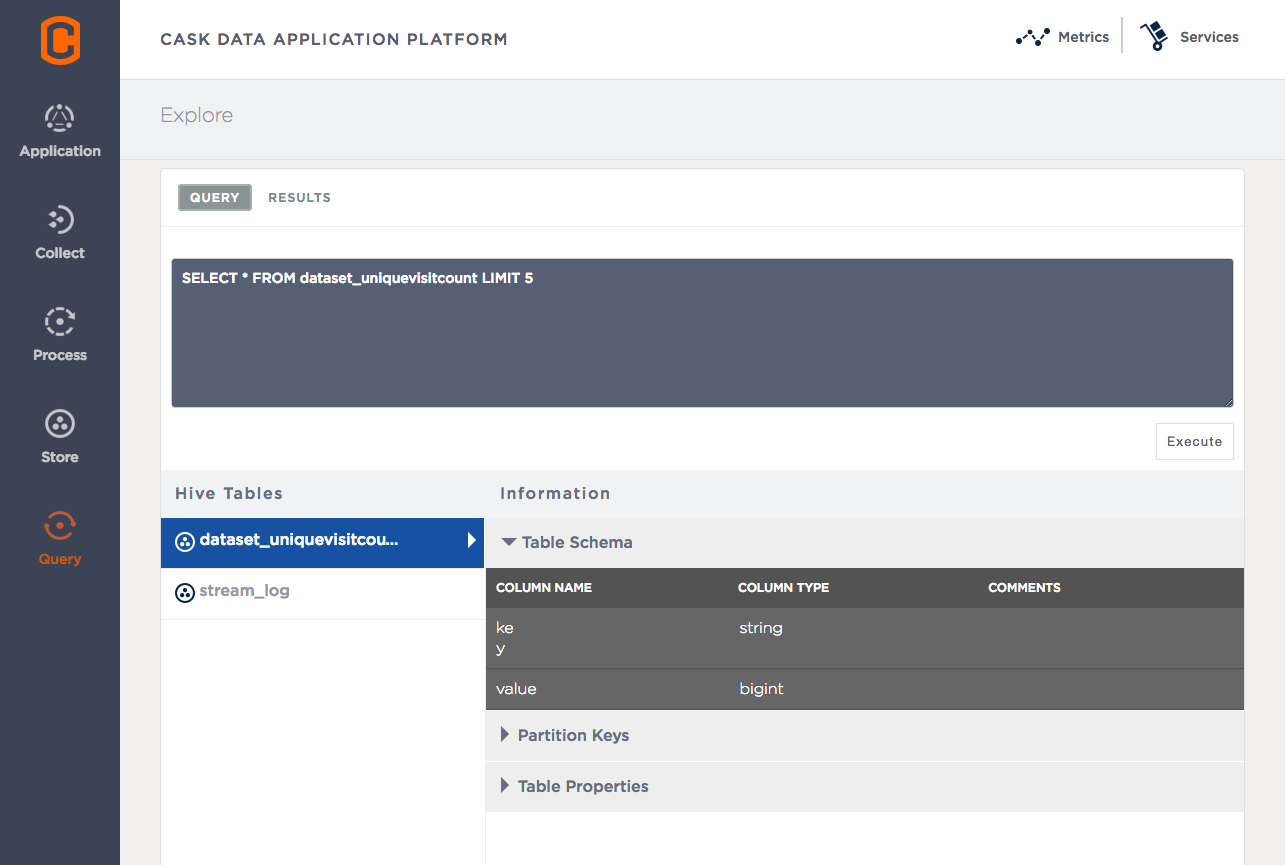 CASK DATA APPLICATION PLATFORM
Metrics
Services
Application
Collect
Process
Store
Query
Explore
QUERY
RESULTS
SELECT * FROM dataset_uniquevisitcount LIMIT 5
Execute
Hive Tables
dataset_uniquevisitcou...
stream_log
Information
Table Schema
COLUMN NAME COLUMN TYPE COMMENTS
ke string
y
value bigint
Partition Keys
Table Properties